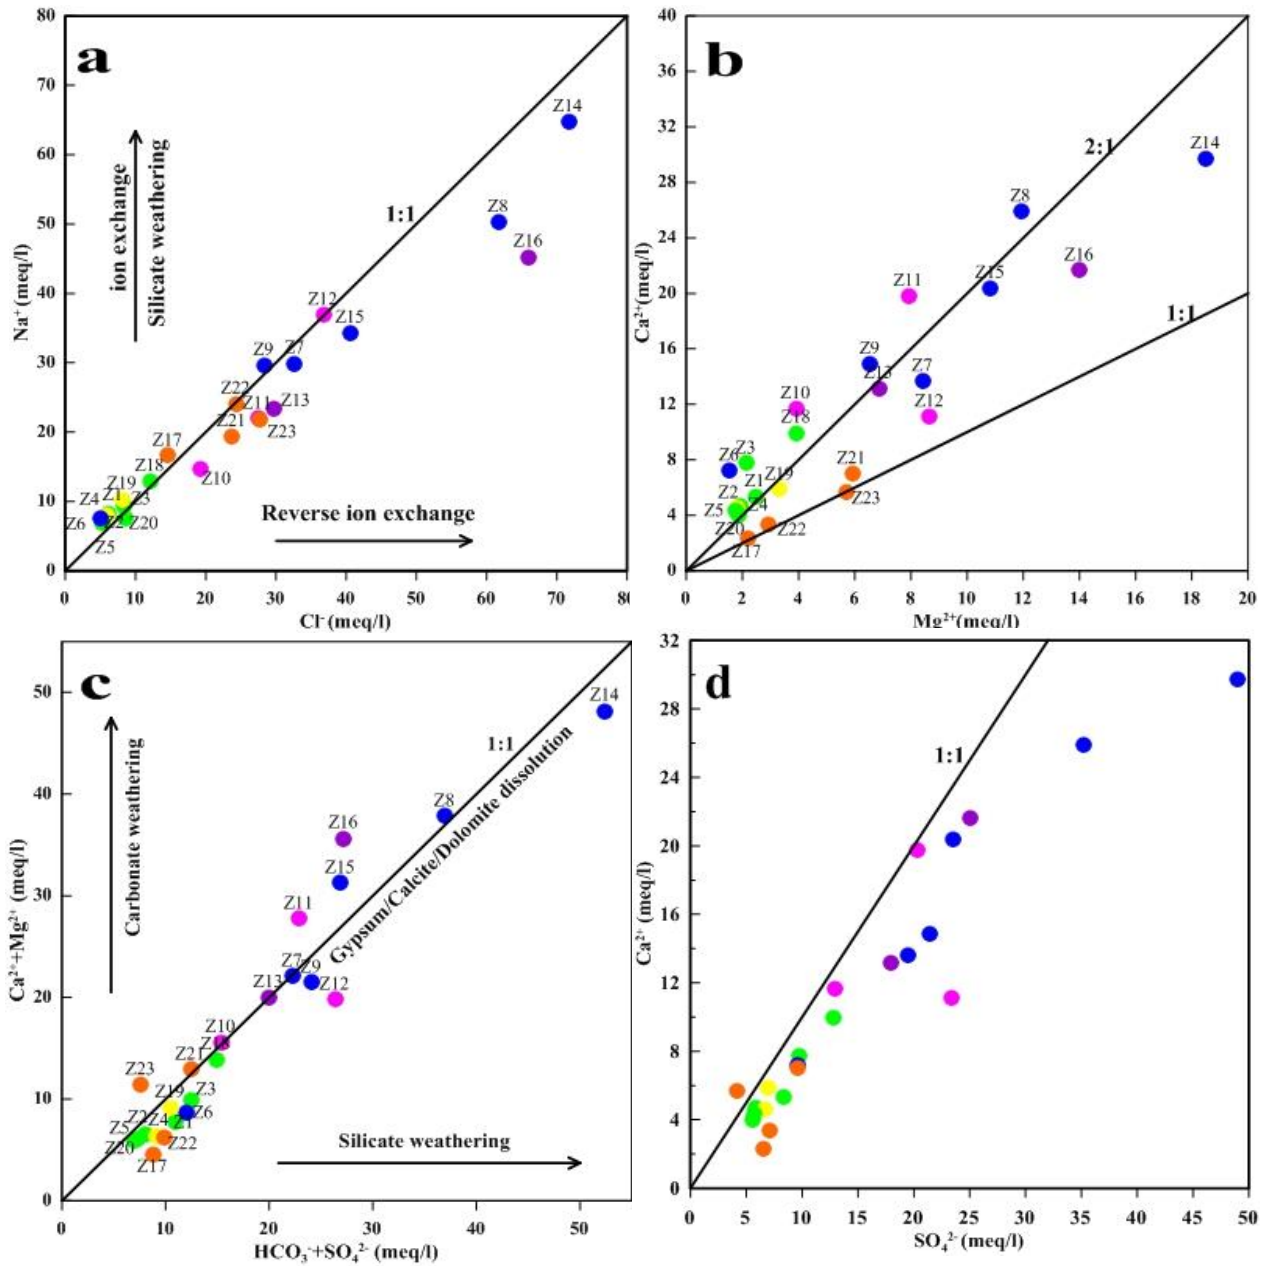 a
80
70
60
50
40
30
20
10
0
Na⁺ (meq/l)
ion exchange
Silicate weathering
1:1
Z14
Z8
Z16
Z12
Z15
Z9
Z7
Z22
Z11
Z13
Z21
Z23
Z17
Z18
Z10
Z19
Z4
Z1
Z3
Z6
Z2
Z20
Z5
Reverse ion exchange
0
10
20
30
40
50
60
70
Cl⁻ (meq/l)
b
40
36
32
28
24
20
16
12
8
4
0
Ca²⁺ (meq/l)
2:1
1:1
Z14
Z8
Z16
Z15
Z11
Z9
Z13
Z7
Z10
Z12
Z18
Z3
Z6
Z21
Z19
Z1
Z2
Z23
Z5
Z4
Z20
Z22
Z17
0
2
4
6
8
10
12
14
16
18
20
Mg²⁺ (meq/l)
c
50
40
30
20
10
0
Ca²⁺+Mg²⁺ (meq/l)
Carbonate weathering
1:1
Gypsum/Calcite/Dolomite dissolution
Z14
Z8
Z16
Z15
Z11
Z7
Z9
Z13
Z12
Z10
Z18
Z21
Z23
Z19
Z3
Z6
Z2
Z4
Z1
Z5
Z22
Z20
Z17
Silicate weathering
0
10
20
30
40
50
HCO₃⁻+SO₄²⁻ (meq/l)
d
32
28
24
20
16
12
8
4
0
Ca²⁺ (meq/l)
1:1
0
5
10
15
20
25
30
35
40
45
50
SO₄²⁻ (meq/l)